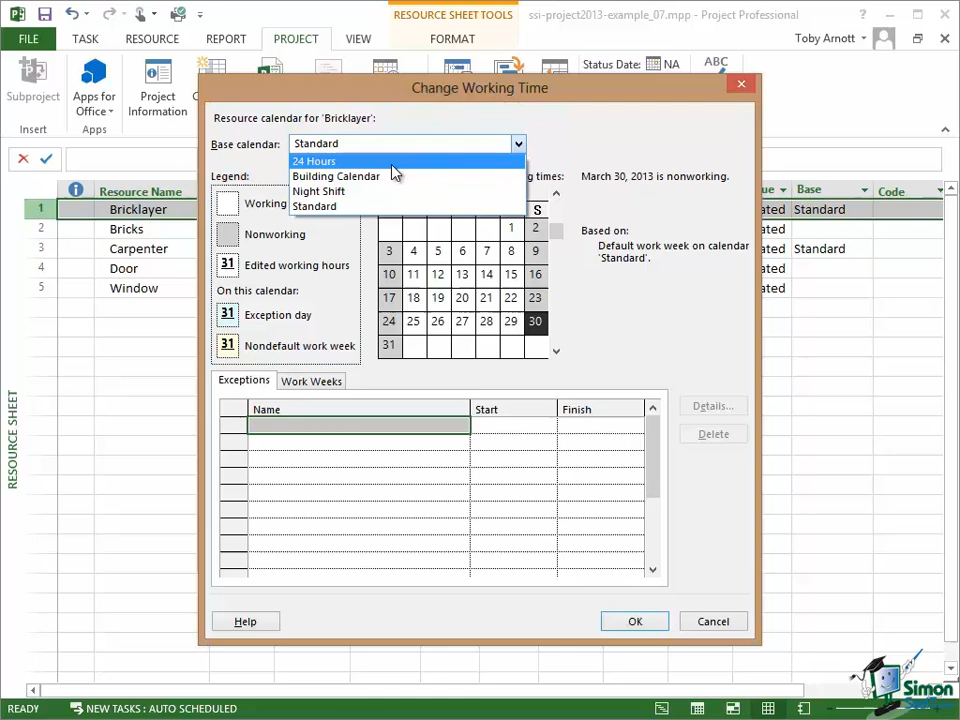 RESOURCE SHEET TOOLS
ssi-project2013-example_07.mpp - Project Professional
FILE
TASK
RESOURCE
REPORT
PROJECT
VIEW
FORMAT
Toby Arnott
Subproject
Apps for
Office
Project
Information
Status Date:
NA
ABC
Insert
Apps
Change Working Time
Resource calendar for 'Bricklayer':
Base calendar:
Standard
24 Hours
Building Calendar
Night Shift
Standard
Legend:
Working
Nonworking
31
Edited working hours
On this calendar:
31
Exception day
31
Nondefault work week
g times:
March 30, 2013 is nonworking.
Based on:
Default work week on calendar
'Standard'.
S
1 2
3 4 5 6 7 8 9
10 11 12 13 14 15 16
17 18 19 20 21 22 23
24 25 26 27 28 29 30
31
Exceptions
Work Weeks
Name
Start
Finish
Details...
Delete
Help
OK
Cancel
Resource Name
ue
Base
Code
1
Bricklayer
ated
Standard
2
Bricks
ated
3
Carpenter
ated
Standard
4
Door
ated
5
Window
ated
RESOURCE SHEET
READY
NEW TASKS : AUTO SCHEDULED
Simon